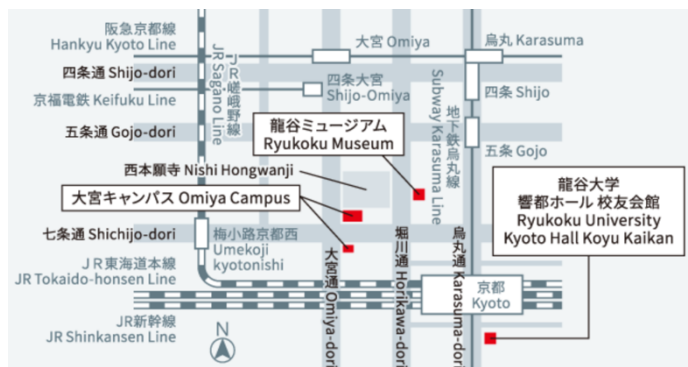 阪急京都線
Hankyu Kyoto Line
大宮 Omiya
烏丸 Karasuma
四条通 Shijo-dori
JR嵯峨野線
JR Sagano Line
四条大宮
Shijo-Omiya
四条 Shijo
京福電鉄 Keifuku Line
地下鉄烏丸線
Subway Karasuma Line
五条通 Gojo-dori
龍谷ミュージアム
Ryukoku Museum
五条 Gojo
西本願寺 Nishi Hongwanji
大宮キャンパス Omiya Campus
龍谷大学
響都ホール 校友会館
Ryukoku University
Kyoto Hall Koyu Kaikan
七条通 Shichijo-dori
梅小路京都西
Umekoji
kyotonishi
大宮通 Omiya-dori
堀川通 Horikawa-dori
烏丸通 Karasuma-dori
JR東海道本線
JR Tokaido-honsen Line
京都
Kyoto
JR新幹線
JR Shinkansen Line
N